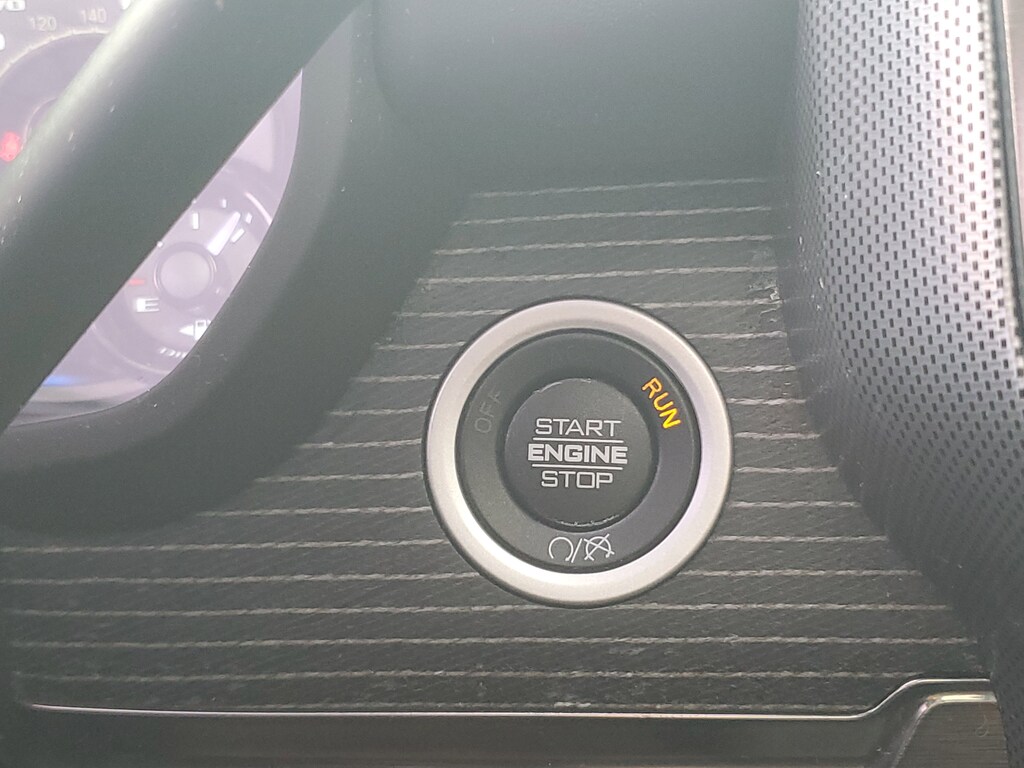 120 140
E
OFF
RUN
START
ENGINE
STOP